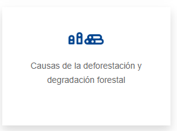 Causas de la deforestación y
degradación forestal